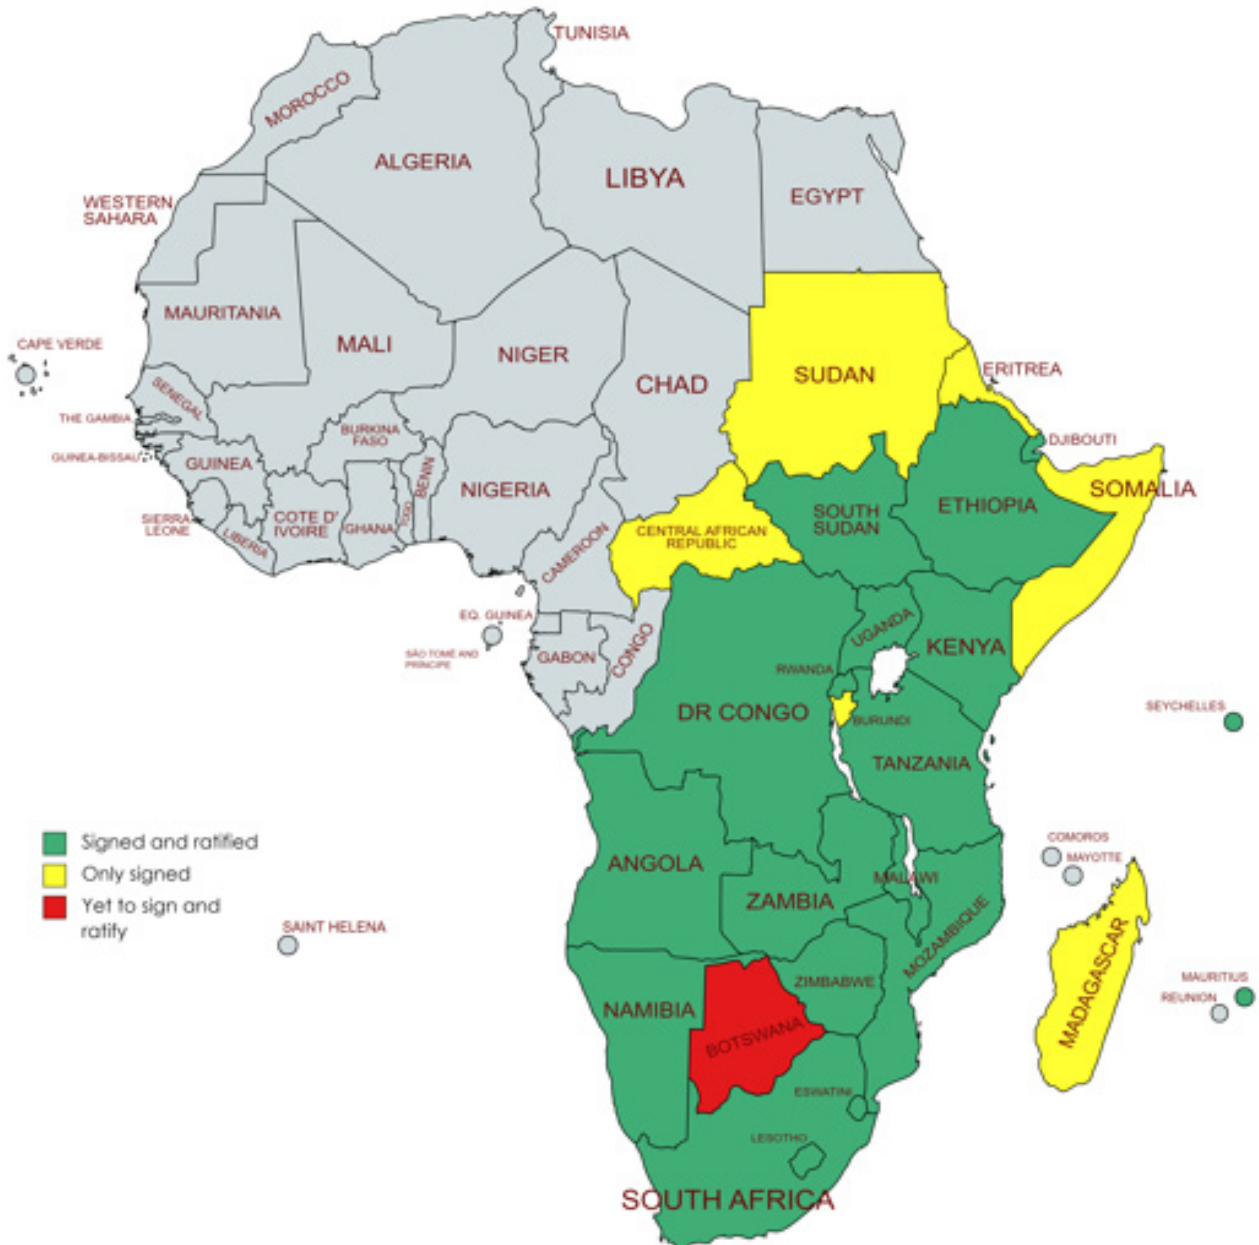 TUNISIA
MOROCCO
ALGERIA
LIBYA
EGYPT
WESTERN
SAHARA
MAURITANIA
MALI
NIGER
CHAD
SUDAN
ERITREA
CAPE VERDE
SENEGAL
THE GAMBIA
GUINEA-BISSAU
GUINEA
BURKINA
FASO
BENIN
TOGO
NIGERIA
DJIBOUTI
SOMALIA
ETHIOPIA
SOUTH
SUDAN
SIERRA
LEONE
LIBERIA
COTE D'
IVOIRE
GHANA
CAMEROON
CENTRAL AFRICAN
REPUBLIC
EQ. GUINEA
SÃO TOMÉ AND
PRÍNCIPE
GABON
CONGO
UGANDA
KENYA
RWANDA
DR CONGO
BURUNDI
SEYCHELLES
TANZANIA
Signed and ratified
Only signed
Yet to sign and
ratify
ANGOLA
ZAMBIA
MALAWI
COMOROS
MAYOTTE
MOZAMBIQUE
SAINT HELENA
MADAGASCAR
MAURITIUS
REUNION
NAMIBIA
ZIMBABWE
BOTSWANA
ESWATINI
LESOTHO
SOUTH AFRICA